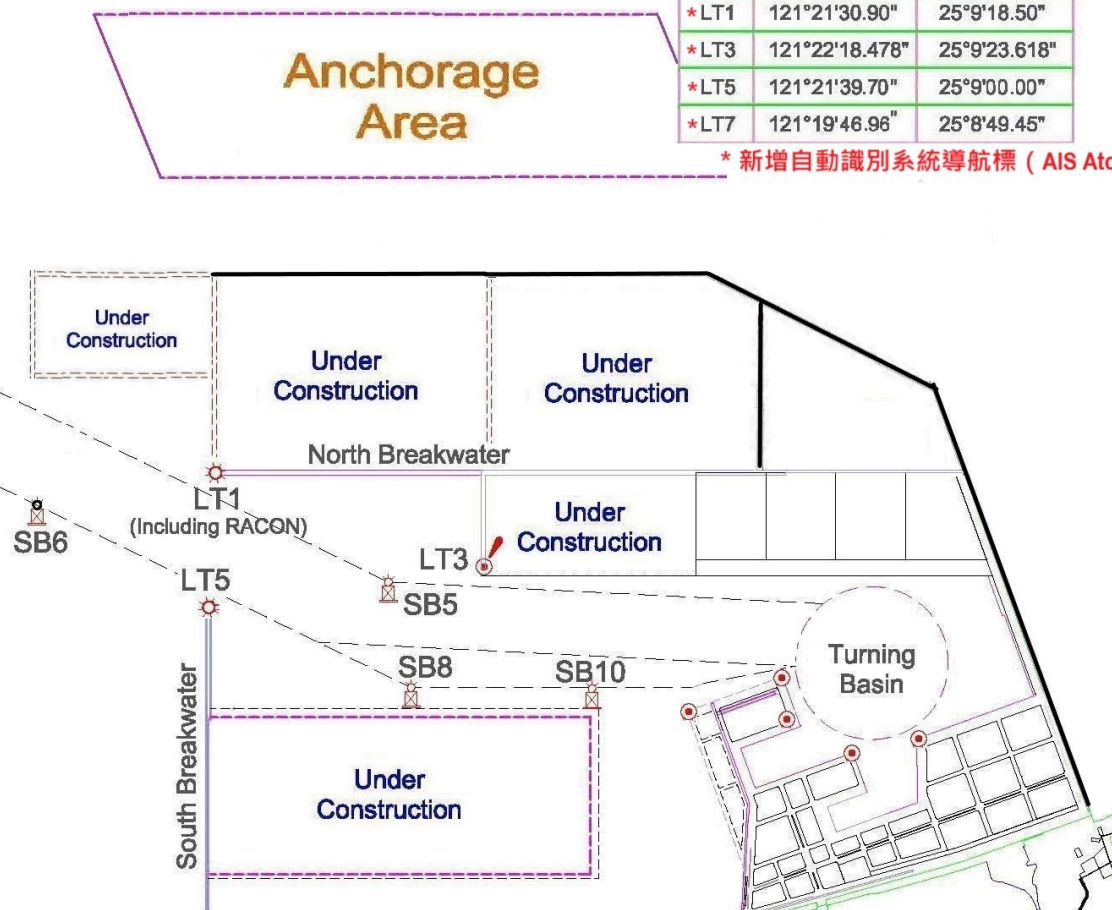 Anchorage
Area
*LT1 121°21'30.90" 25°9'18.50"
*LT3 121°22'18.478" 25°9'23.618"
*LT5 121°21'39.70" 25°9'00.00"
*LT7 121°19'46.96" 25°8'49.45"
* 新增自動識別系統導航標 ( AIS Ato
Under
Construction
Under
Construction
Under
Construction
North Breakwater
LT1
(Including RACON)
SB6
Under
Construction
LT3
LT5
SB5
Turning
Basin
SB8
SB10
South Breakwater
Under
Construction